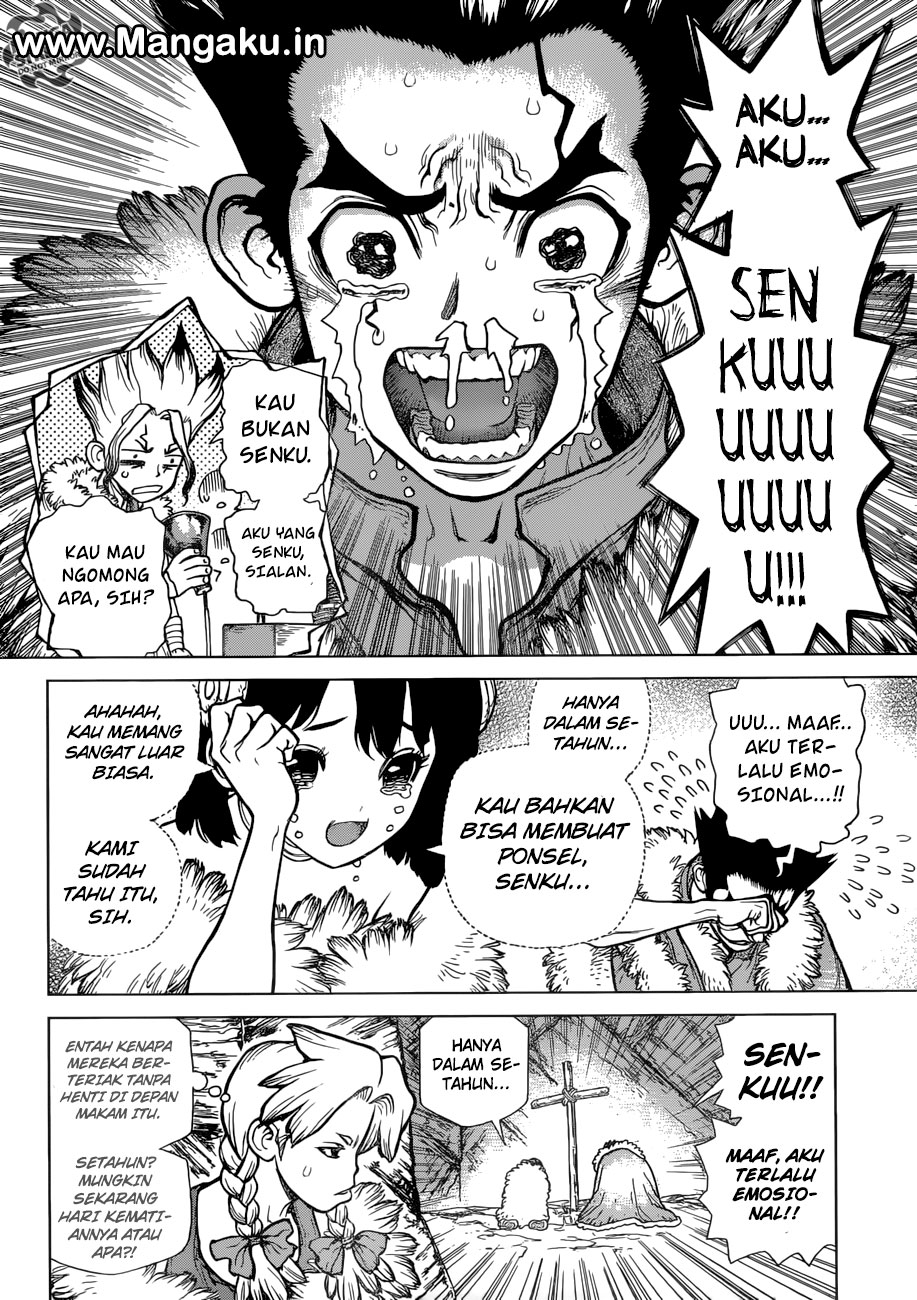 www.Mangaku.in
AKU...
AKU...
SEN
KUUU
UUUUU
UUUUU
U!!!
KAU
BUKAN
SENKU.
AKU YANG
SENKU,
SIALAN.
KAU MAU
NGOMONG
APA, SIH?
UUU... MAAF...
AKU TER-
LALU EMO-
SIONAL...!!
HANYA
DALAM SE-
TAHUN...
KAU BAHKAN
BISA MEMBUAT
PONSEL,
SENKU...
AHAHAH,
KAU MEMANG
SANGAT LUAR
BIASA.
KAMI
SUDAH
TAHU ITU,
SIH.
SEN-
KUU!!
MAAF, AKU
TERLALU
EMOSIO-
NAL!!
HANYA
DALAM SE-
TAHUN...
ENTAH KENAPA
MEREKA BER-
TERIAK TANPA
HENTI DI DEPAN
MAKAM ITU.
SETAHUN?
MUNGKIN
SEKARANG
HARI KEMATI-
ANNYA ATAU
APA?!